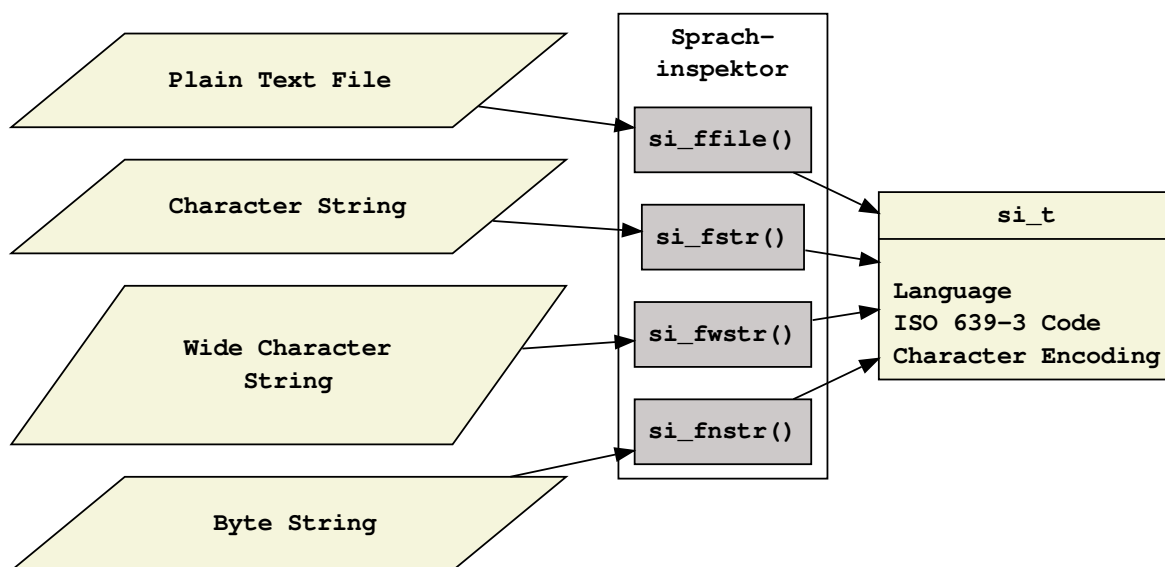 Plain Text File
Character String
Wide Character
String
Byte String
Sprach-
inspektor
si_ffile()
si_fstr()
si_fwstr()
si_fnstr()
si_t
Language
ISO 639-3 Code
Character Encoding